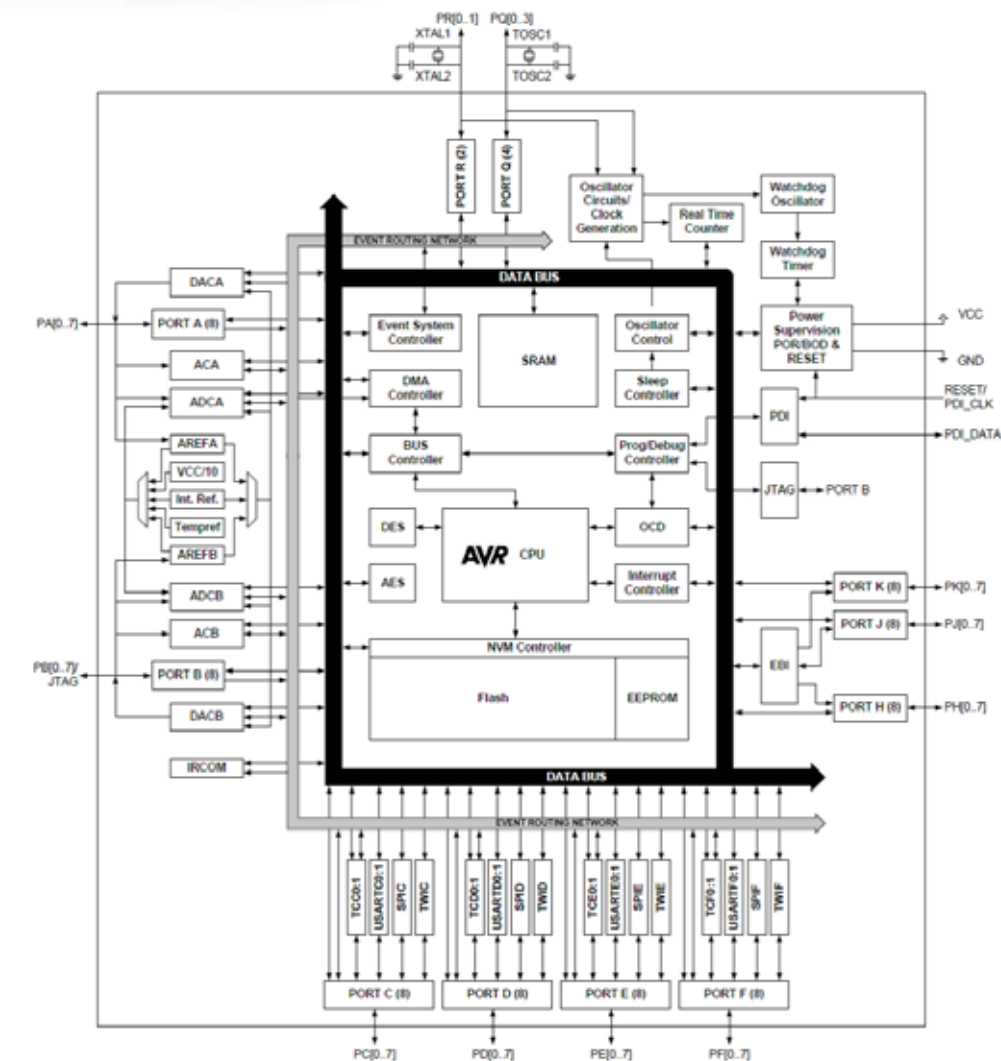 PR[0..1]
PQ[0..3]
XTAL1
TOSC1
XTAL2
TOSC2
PORT R (2)
PORT Q (4)
Oscillator
Circuits/
Clock
Generation
Watchdog
Oscillator
Real Time
Counter
Watchdog
Timer
EVENT ROUTING NETWORK
DATA BUS
DACA
PA[0..7]
PORT A (8)
ACA
ADCA
AREFA
VCC/10
Int. Ref.
Tempref
AREFB
ADCB
ACB
PB[0..7]/
JTAG
PORT B (8)
DACB
IRCOM
Event System
Controller
SRAM
Oscillator
Control
DMA
Controller
Sleep
Controller
BUS
Controller
Prog/Debug
Controller
DES
AVR CPU
OCD
AES
Interrupt
Controller
NVM Controller
Flash
EEPROM
Power
Supervision
POR/BOD &
RESET
VCC
GND
RESET/
PDI_CLK
PDI
PDI_DATA
JTAG
PORT B
PORT K (8)
PK[0..7]
PORT J (8)
PJ[0..7]
EBI
PORT H (8)
PH[0..7]
DATA BUS
EVENT ROUTING NETWORK
TCC0:1
USARTC0:1
SPIC
TWIC
TCD0:1
USARTD0:1
SPID
TWID
TCE0:1
USARTE0:1
SPIE
TWIE
TCF0:1
USARTF0:1
SPIF
TWIF
PORT C (8)
PORT D (8)
PORT E (8)
PORT F (8)
PC[0..7]
PD[0..7]
PE[0..7]
PF[0..7]